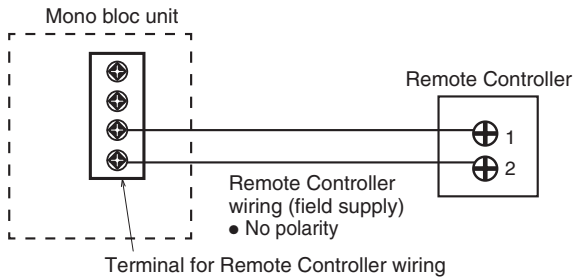 Mono bloc unit
Remote Controller
1
2
Remote Controller
wiring (field supply)
● No polarity
Terminal for Remote Controller wiring